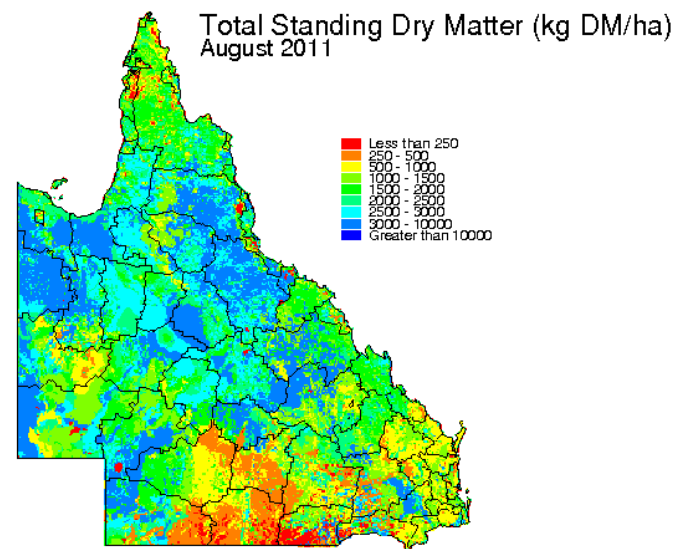 Total Standing Dry Matter (kg DM/ha)
August 2011
Less than 250
250 - 500
500 - 1000
1000 - 1500
1500 - 2000
2000 - 2500
2500 - 3000
3000 - 10000
Greater than 10000